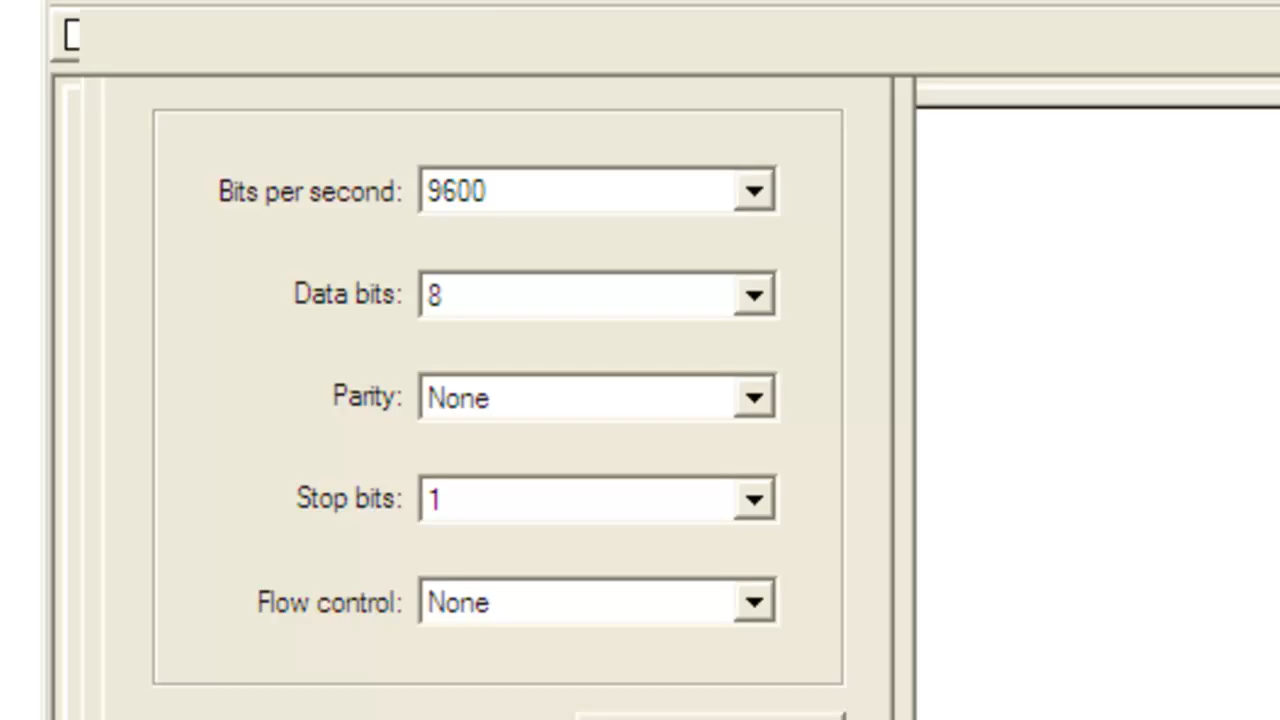 Bits per second: 9600
Data bits: 8
Parity: None
Stop bits: 1
Flow control: None